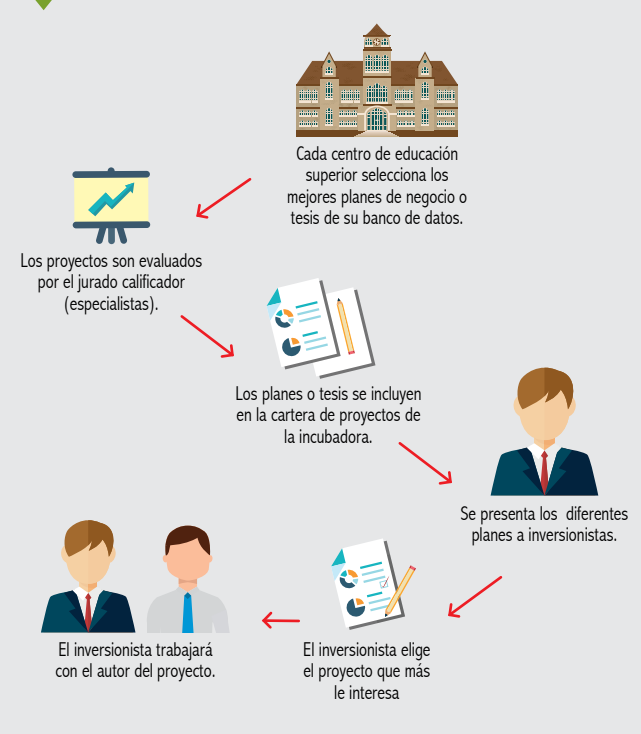 Cada centro de educación
superior selecciona los
mejores planes de negocio o
tesis de su banco de datos.
Los proyectos son evaluados
por el jurado calificador
(especialistas).
Los planes o tesis se incluyen
en la cartera de proyectos de
la incubadora.
Se presenta los diferentes
planes a inversionistas.
El inversionista elige
el proyecto que más
le interesa
El inversionista trabajará
con el autor del proyecto.